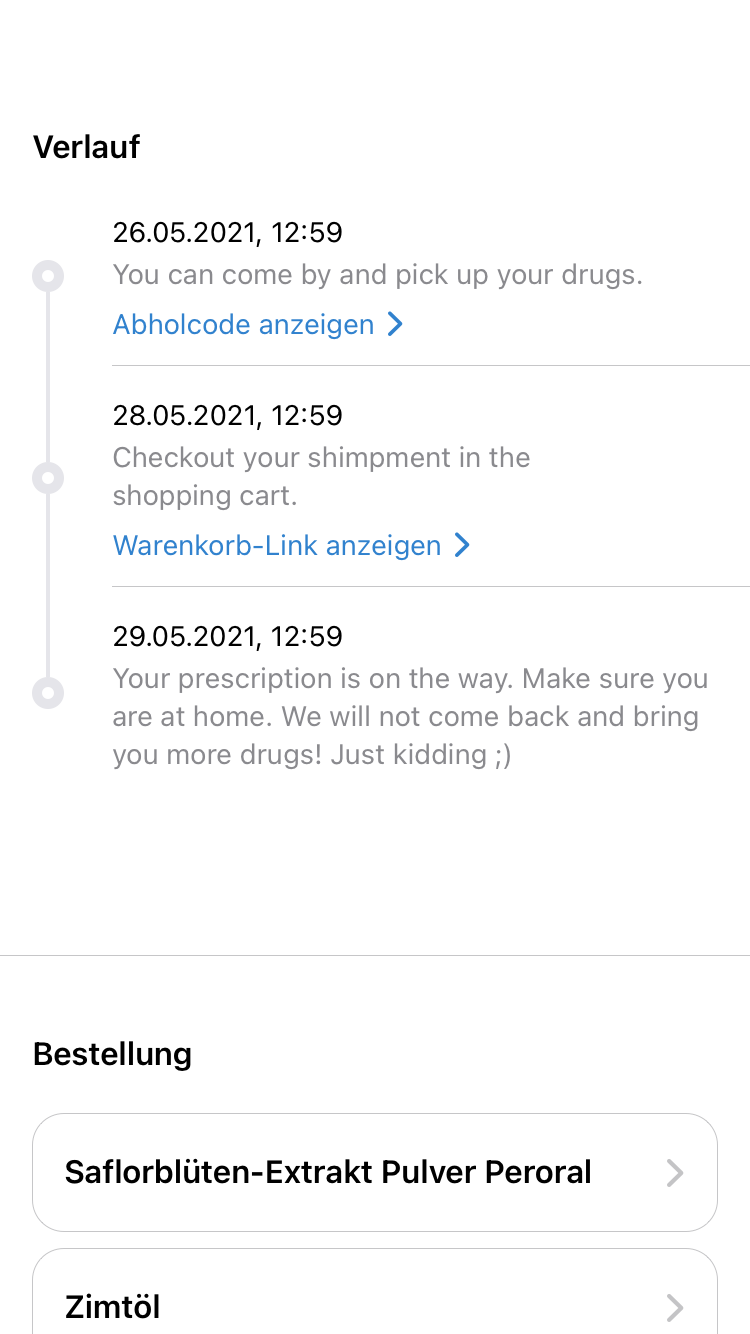 Verlauf
26.05.2021, 12:59
You can come by and pick up your drugs.
Abholcode anzeigen
28.05.2021, 12:59
Checkout your shimpment in the
shopping cart.
Warenkorb-Link anzeigen
29.05.2021, 12:59
Your prescription is on the way. Make sure you
are at home. We will not come back and bring
you more drugs! Just kidding ;)
Bestellung
Saflorblüten-Extrakt Pulver Peroral
Zimtöl